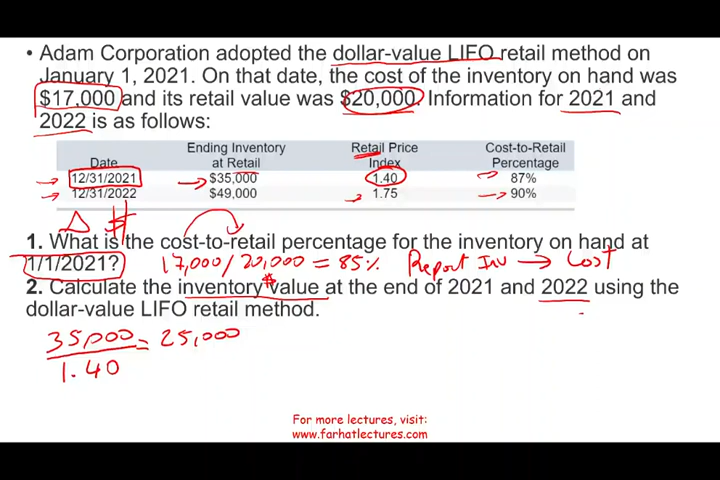 • Adam Corporation adopted the dollar-value LIFO retail method on
January 1, 2021. On that date, the cost of the inventory on hand was
$17,000 and its retail value was $20,000. Information for 2021 and
2022 is as follows:
Ending Inventory Retail Price Cost-to-Retail
Date at Retail Index Percentage
12/31/2021 $35,000 1.40 87%
12/31/2022 $49,000 1.75 90%
Δ $
1. What is the cost-to-retail percentage for the inventory on hand at
1/1/2021? 17,000/20,000 = 85% Report Inv → Cost
$
2. Calculate the inventory value at the end of 2021 and 2022 using the
dollar-value LIFO retail method.
35,000 = 25,000
1.40
For more lectures, visit:
www.farhatlectures.com